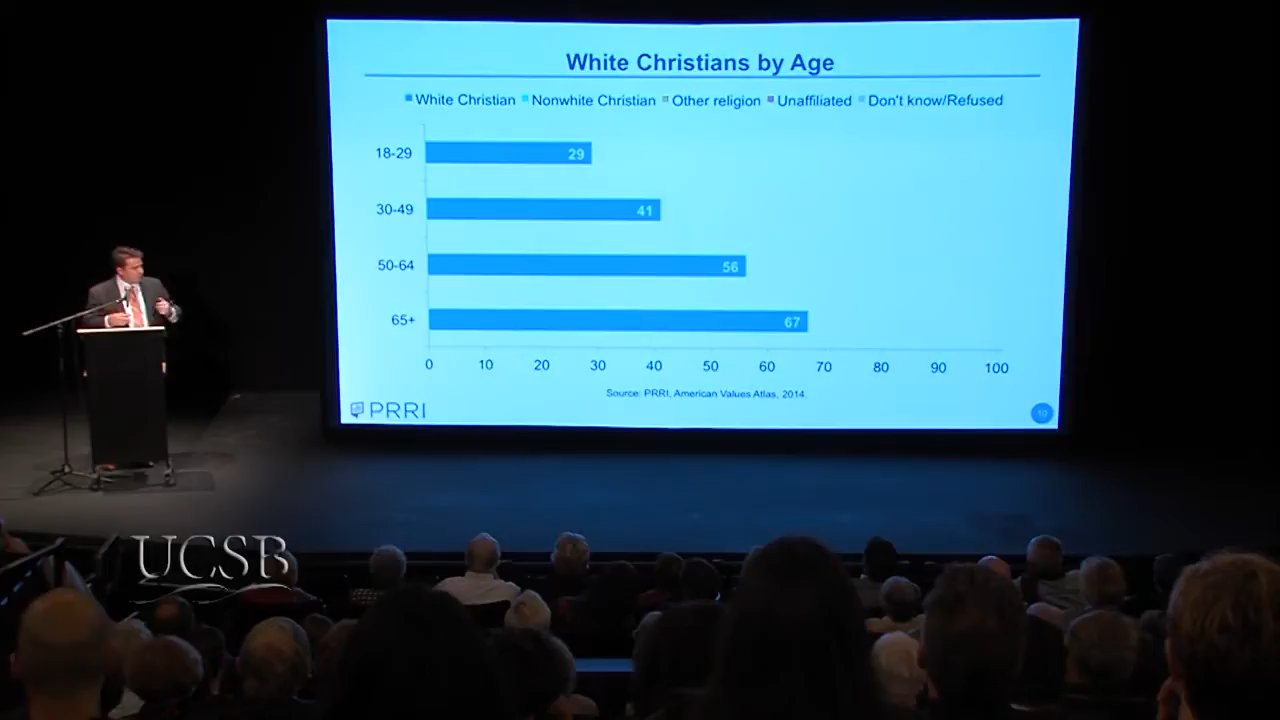 White Christians by Age
White Christian Nonwhite Christian Other religion Unaffiliated Don't know/Refused
18-29 29
30-49 41
50-64 56
65+ 67
0 10 20 30 40 50 60 70 80 90 100
Source: PRRI, American Values Atlas, 2014.
PRRI 10
UCSB